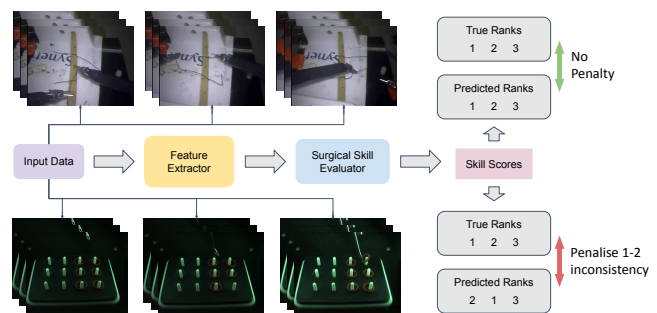 Synet
True Ranks
1 2 3
Predicted Ranks
1 2 3
No
Penalty
Input Data
Feature
Extractor
Surgical Skill
Evaluator
Skill Scores
True Ranks
1 2 3
Predicted Ranks
2 1 3
Penalise 1-2
inconsistency